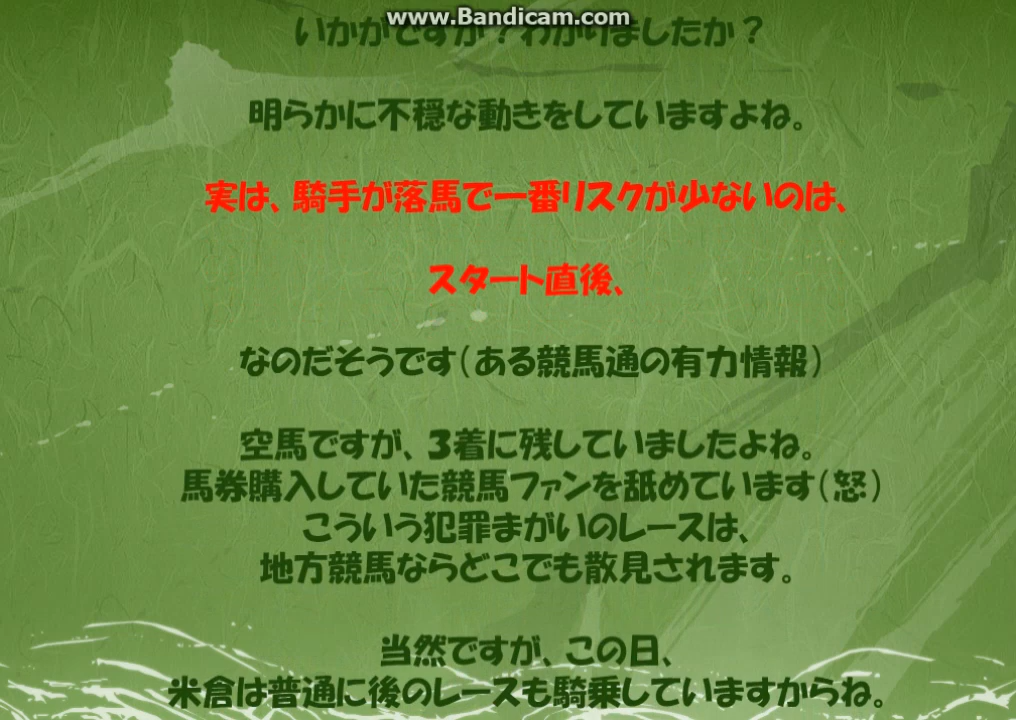 www.Bandicam.com
いかがですか？わかりましたか？
明らかに不穏な動きをしていますよね。
実は、騎手が落馬で一番リスクが少ないのは、
スタート直後、
なのだそうです（ある競馬通の有力情報）
空馬ですが、３着に残していましたよね。
馬券購入していた競馬ファンを舐めています（怒）
こういう犯罪まがいのレースは、
地方競馬ならどこでも散見されます。
当然ですが、この日、
米倉は普通に後のレースも騎乗していますからね。